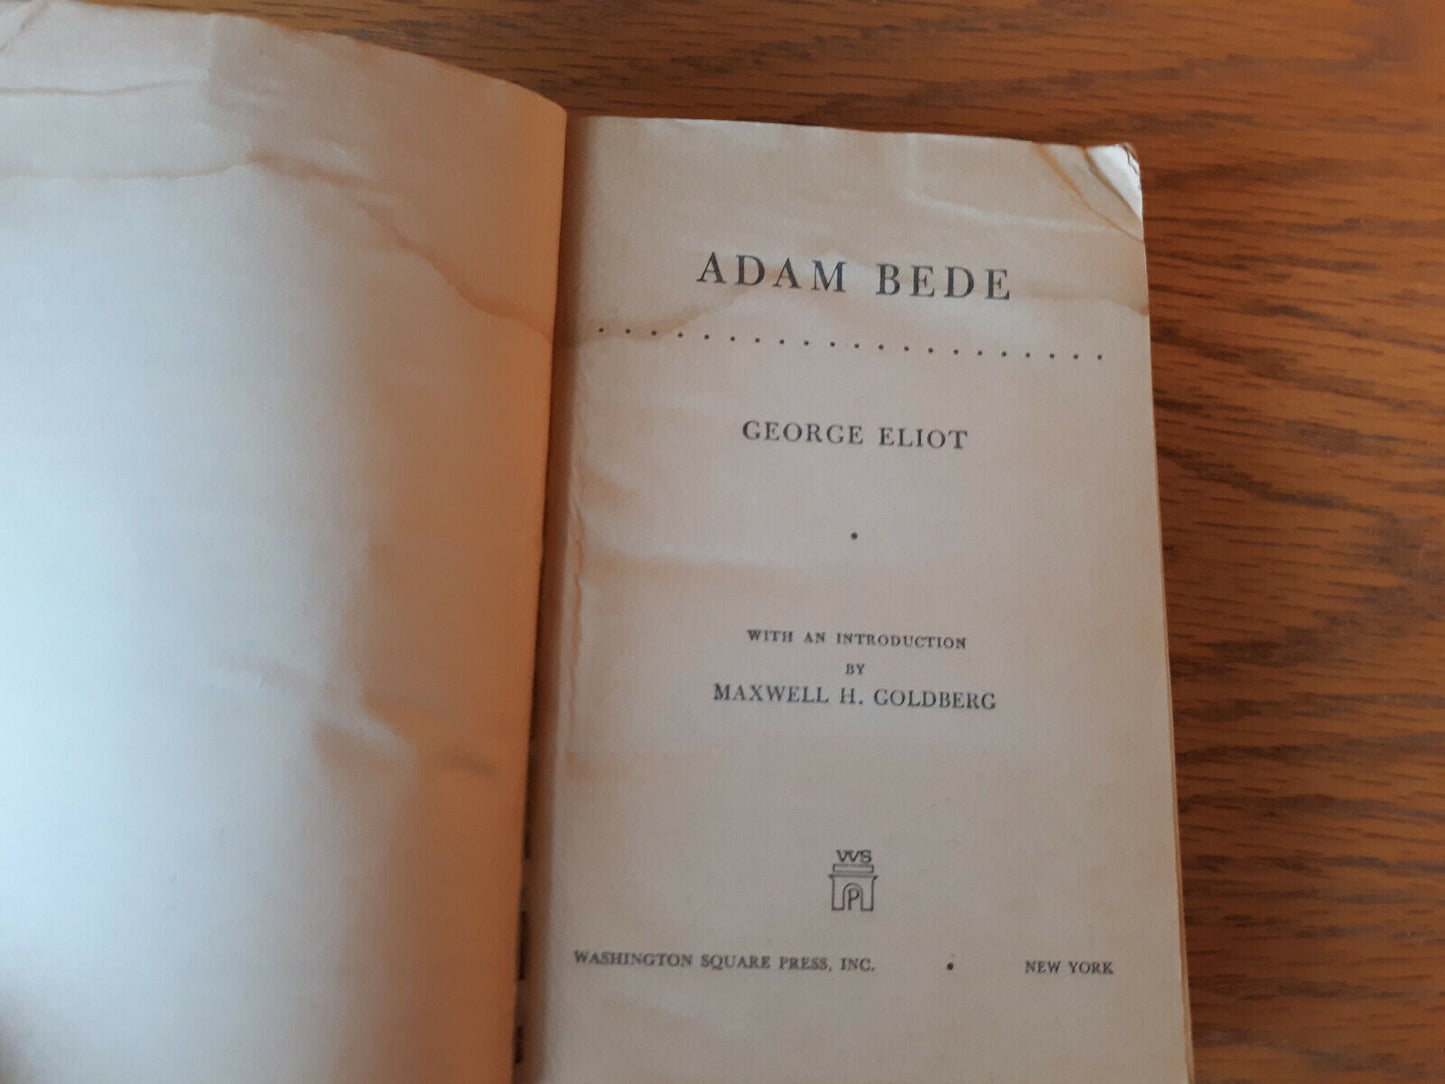 ADAM BEDE
GEORGE ELIOT
WITH AN INTRODUCTION
BY
MAXWELL H. GOLDBERG
WS
P
WASHINGTON SQUARE PRESS, INC. • NEW YORK